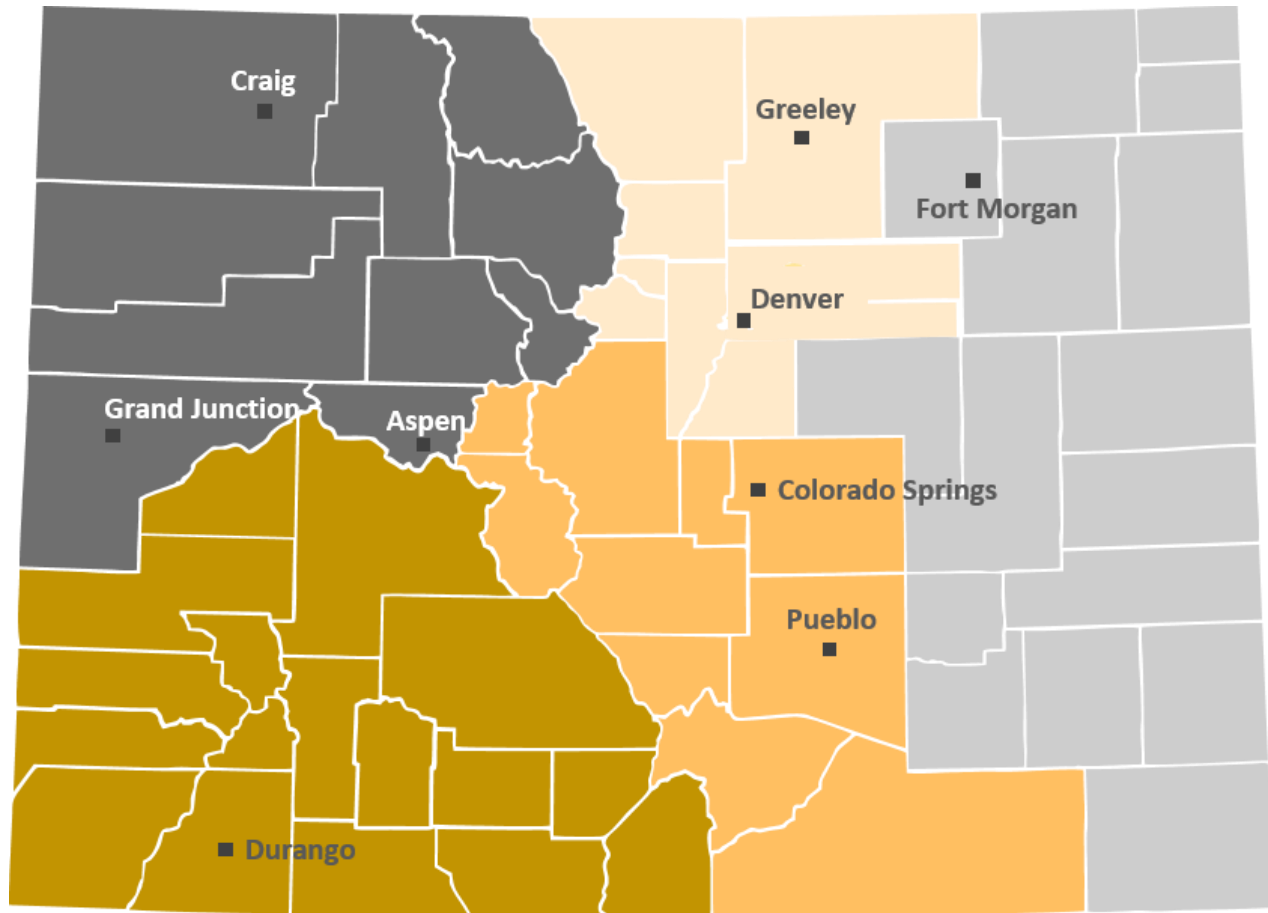 Craig
Greeley
Fort Morgan
Denver
Grand Junction
Aspen
Colorado Springs
Pueblo
Durango